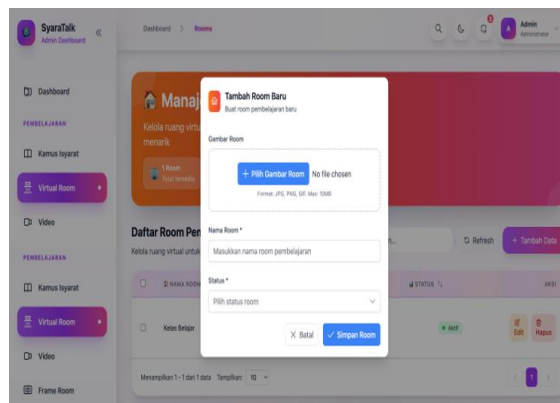 SyaraTalk
Admin Dashboard
Dashboard > Rooms
Admin
Administrator
Dashboard
PEMBELAJARAN
Kamus Isyarat
Virtual Room
Video
PEMBELAJARAN
Kamus Isyarat
Virtual Room
Video
Frame Room
Manaj
Kelola ruang virtu
menarik
1 Room
Total tersedia
Daftar Room Pem
Kelola ruang virtual untuk
Refresh
+ Tambah Data
NAMA ROOM
STATUS
AKSI
Kelas Belajar
Aktif
Edit
Hapus
Menampilkan 1 - 1 dari 1 data Tampilkan: 10
1
Tambah Room Baru
Buat room pembelajaran baru
Gambar Room
+ Pilih Gambar Room No file chosen
Format: JPG, PNG, GIF. Max: 10MB
Nama Room *
Masukkan nama room pembelajaran
Status *
Pilih status room
X Batal
Simpan Room